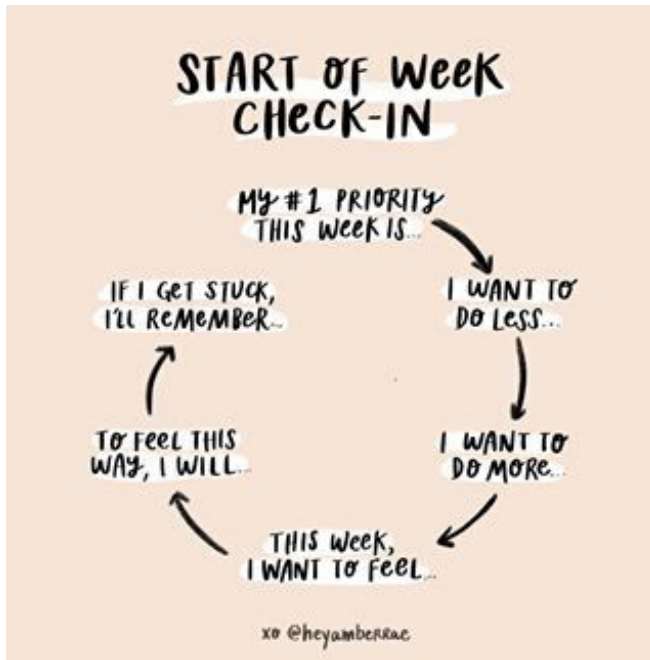 START OF WEEK
CHECK-IN
MY #1 PRIORITY
THIS WEEK IS...
I WANT TO
DO LESS...
I WANT TO
DO MORE...
THIS WEEK,
I WANT TO FEEL...
TO FEEL THIS
WAY, I WILL...
IF I GET STUCK,
I'LL REMEMBER...
xo @heyamberrae